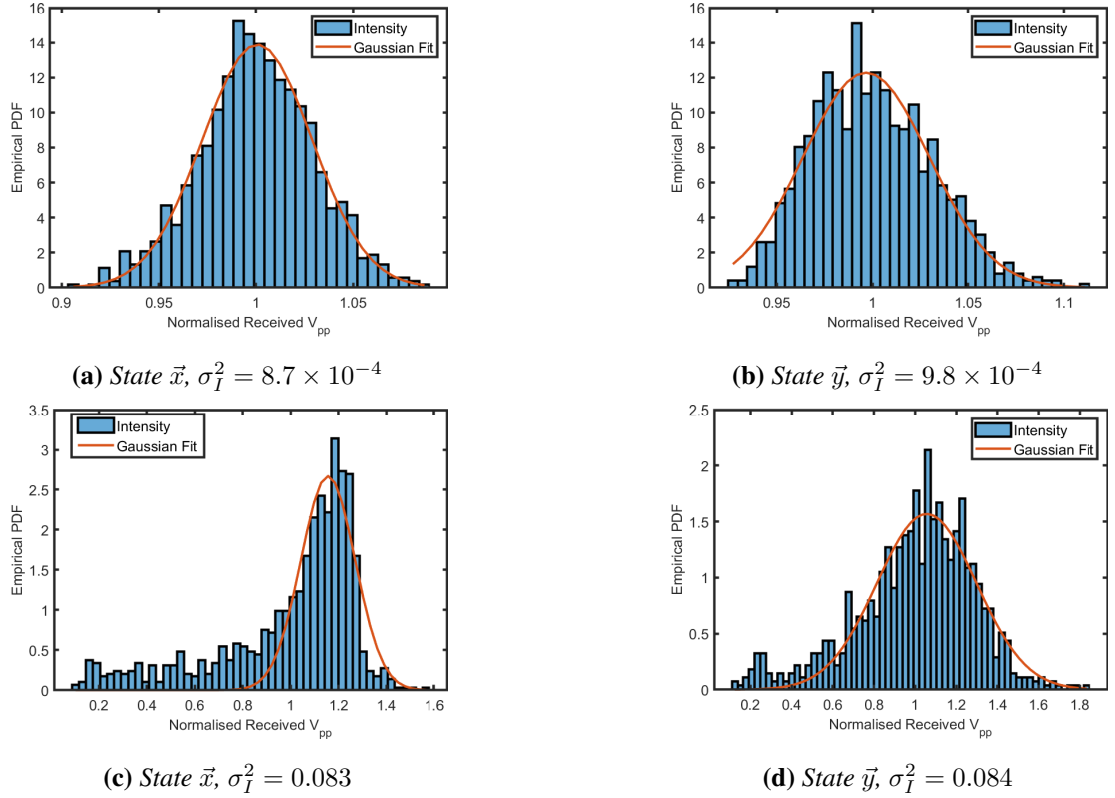 16
14
12
10
8
6
4
2
0
Empirical PDF
Intensity
Gaussian Fit
0.9
0.95
1
1.05
Normalised Received V_pp
(a) State x⃗, σ_I^2 = 8.7 × 10^−4
16
14
12
10
8
6
4
2
0
Empirical PDF
Intensity
Gaussian Fit
0.95
1
1.05
1.1
Normalised Received V_pp
(b) State y⃗, σ_I^2 = 9.8 × 10^−4
3.5
3
2.5
2
1.5
1
0.5
0
Empirical PDF
Intensity
Gaussian Fit
0.2
0.4
0.6
0.8
1
1.2
1.4
1.6
Normalised Received V_pp
(c) State x⃗, σ_I^2 = 0.083
2.5
2
1.5
1
0.5
0
Empirical PDF
Intensity
Gaussian Fit
0.2
0.4
0.6
0.8
1
1.2
1.4
1.6
1.8
Normalised Received V_pp
(d) State y⃗, σ_I^2 = 0.084